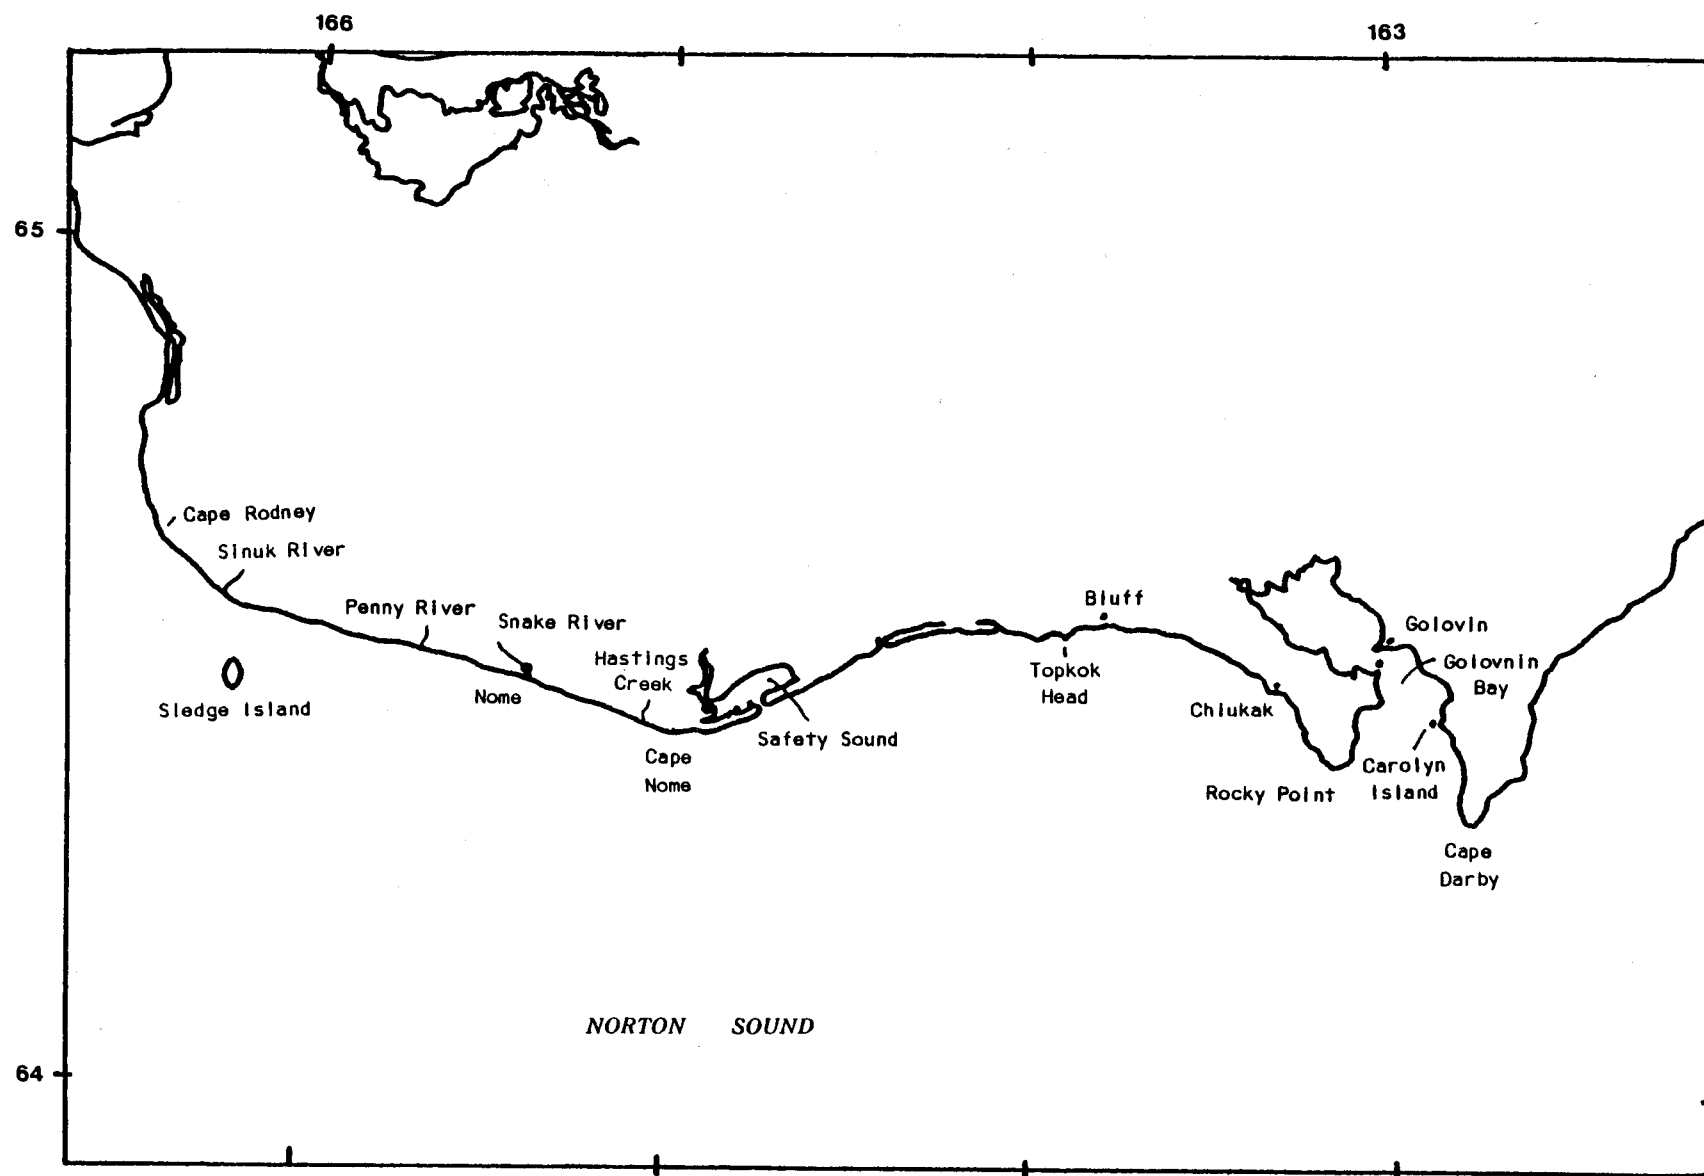 166
163
65
Cape Rodney
Sinuk River
Penny River
Snake River
Nome
Sledge Island
Hastings
Creek
Cape
Nome
Safety Sound
Bluff
Topkok
Head
Chiukak
Rocky Point
Golovin
Golovnin
Bay
Carolyn
Island
Cape
Darby
NORTON SOUND
64